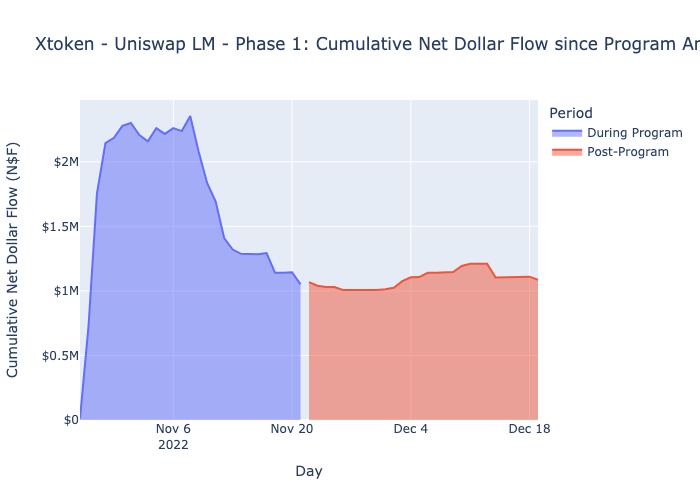 Xtoken - Uniswap LM - Phase 1: Cumulative Net Dollar Flow since Program
Period
During Program
Post-Program
Cumulative Net Dollar Flow (N$F)
$2M
$1.5M
$1M
$0.5M
$0
Nov 6
2022
Nov 20
Dec 4
Dec 18
Day